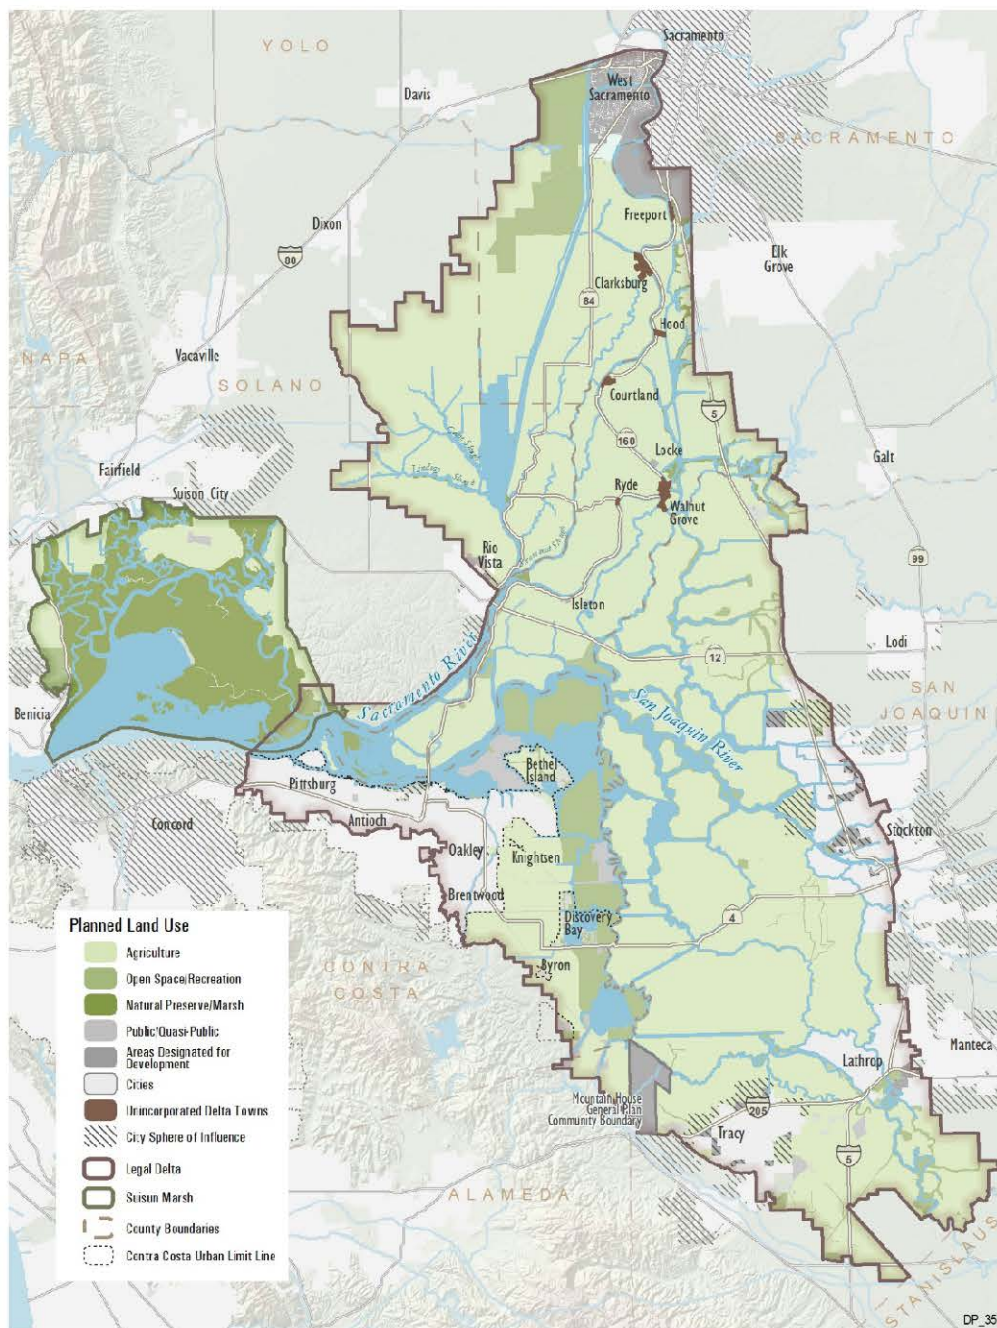 Sacramento
YOLO
West
Sacramento
Davis
SACRAMENTO
Freeport
Dixon
80
Elk
Grove
Clarksburg
84
Hood
NAPA
Vacaville
SOLANO
Courtland
5
160
Locke
Galt
Fairfield
Suison City
Ryde
Walnut
Grove
Rio
Vista
99
Isleton
Lodi
12
Sacramento River
San Joaquin River
SAN
JOAQUIN
Benicia
Bethel
Island
Pittsburg
Antioch
Concord
Stockton
Oakley
Knightsen
Brentwood
4
Discovery
Bay
Byron
CONTRA
COSTA
Manteca
Lathrop
Mountain House
General Plan
Community Boundary
205
Tracy
5
ALAMEDA
STANISLAUS
Planned Land Use
Agriculture
Open Space/Recreation
Natural Preserve/Marsh
Public/Quasi-Public
Areas Designated for
Development
Cities
Unincorporated Delta Towns
City Sphere of Influence
Legal Delta
Suisun Marsh
County Boundaries
Contra Costa Urban Limit Line
DP_35